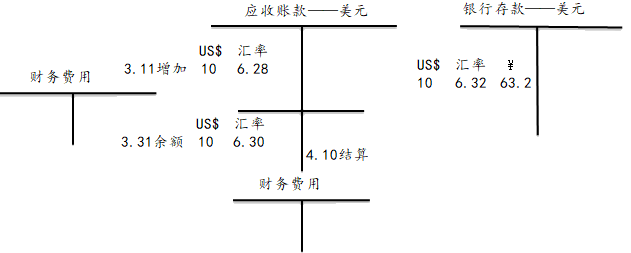 应收账款——美元
银行存款——美元
US$ 汇率
3.11增加 10 6.28
US$ 汇率 ¥
10 6.32 63.2
财务费用
US$ 汇率
3.31余额 10 6.30
4.10结算
财务费用